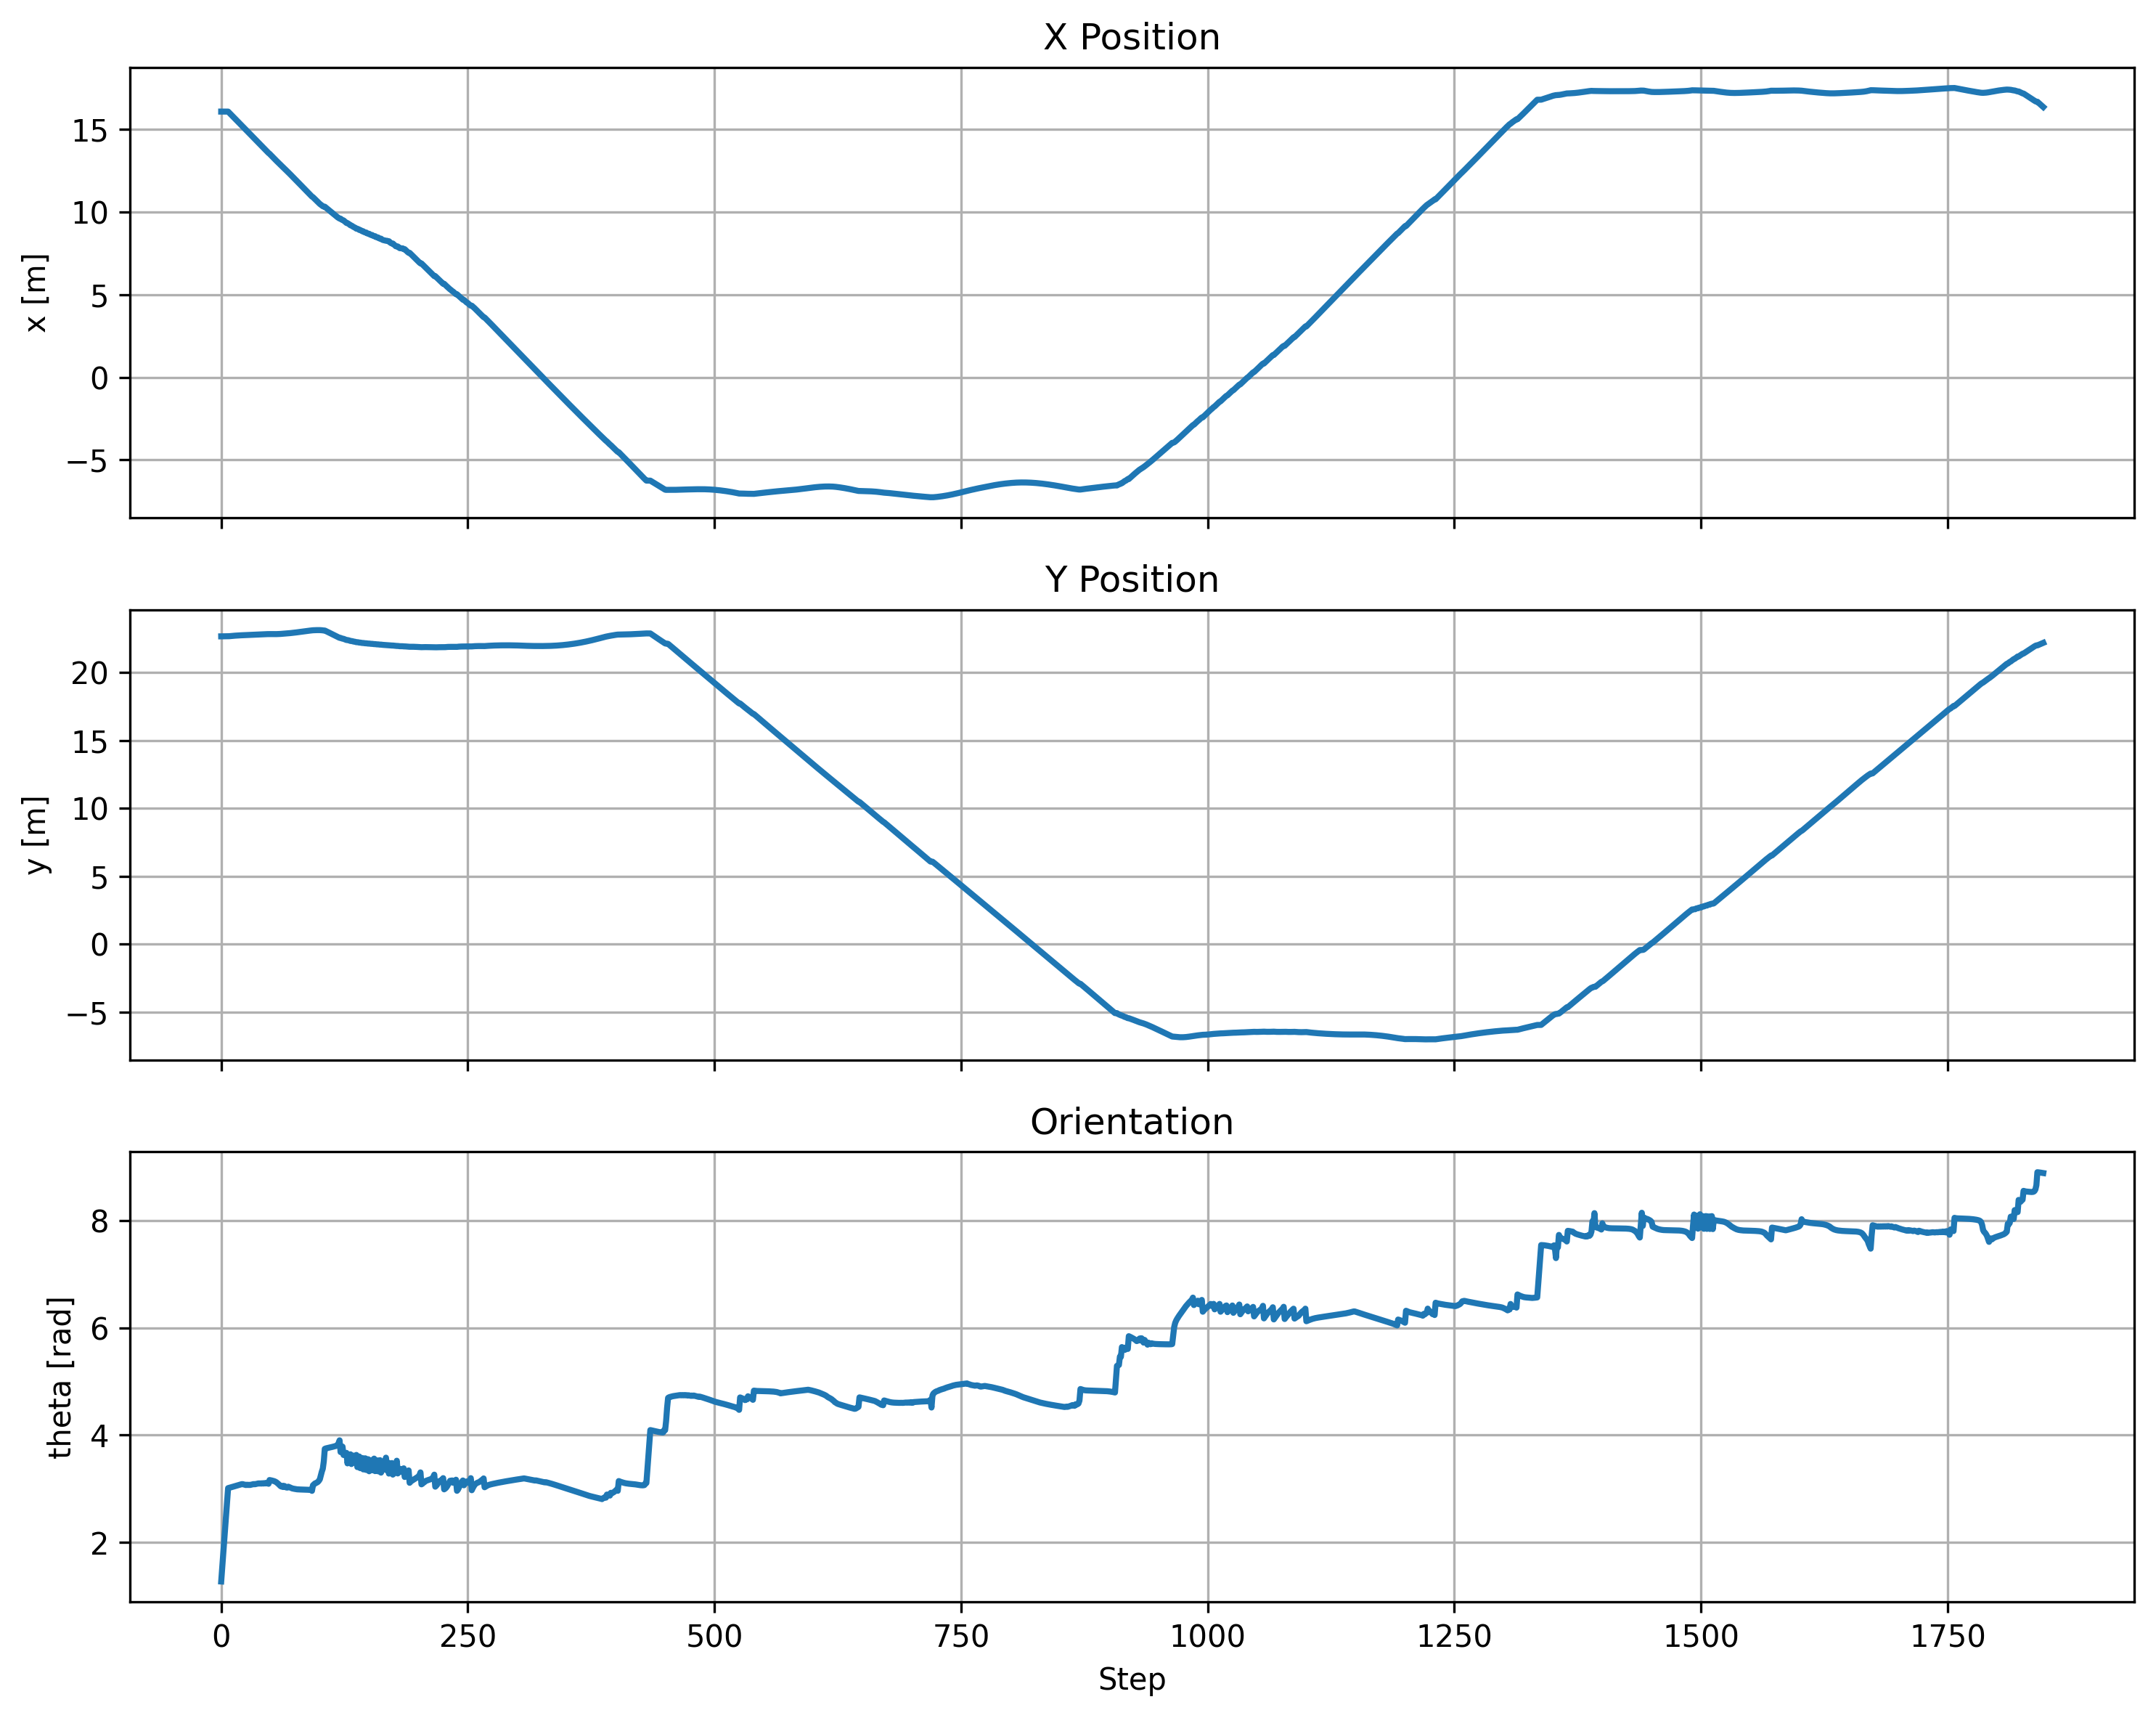 X Position
15
10
5
0
−5
x [m]
Y Position
20
15
10
5
0
−5
y [m]
Orientation
8
6
4
2
theta [rad]
0 250 500 750 1000 1250 1500 1750
Step